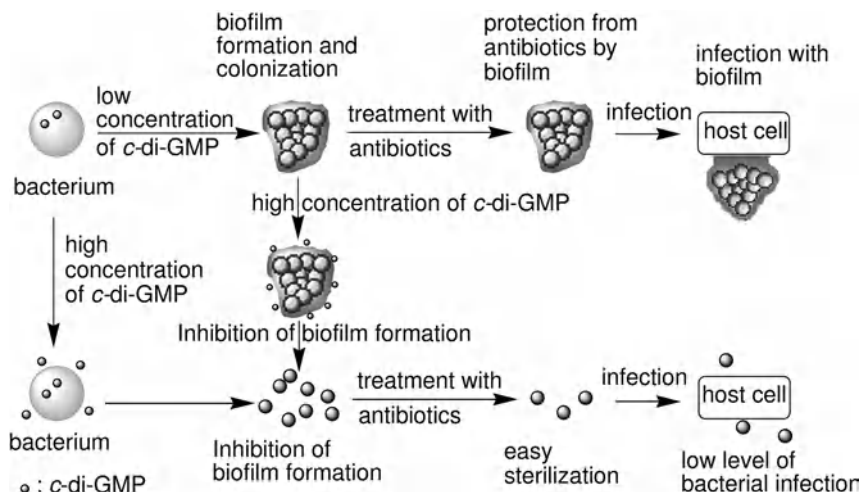 biofilm
formation and
colonization
protection from
antibiotics by
biofilm
infection with
biofilm
low
concentration
of c-di-GMP
treatment with
antibiotics
infection
host cell
bacterium
high concentration of c-di-GMP
high
concentration
of c-di-GMP
Inhibition of biofilm formation
treatment with
antibiotics
infection
host cell
bacterium
Inhibition of
biofilm formation
easy
sterilization
low level of
bacterial infection
: c-di-GMP